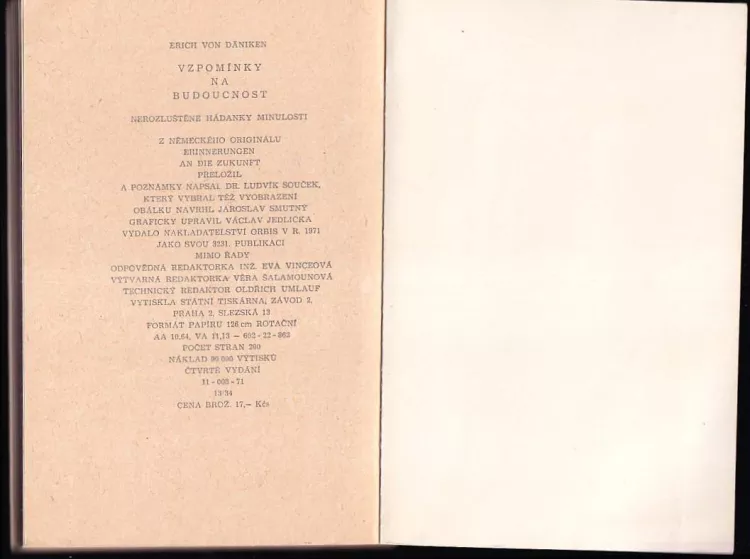 ERICH VON DÄNIKEN
VZPOMÍNKY
NA
BUDOUCNOST
NEROZLUŠTĚNÉ HÁDANKY MINULOSTI
Z NĚMECKÉHO ORIGINÁLU
ERINNERUNGEN
AN DIE ZUKUNFT
PŘELOŽIL
A POZNÁMKY NAPSAL DR. LUDVÍK SOUČEK,
KTERÝ VYBRAL TÉŽ VYOBRAZENÍ
OBÁLKU NAVRHL JAROSLAV SMUTNÝ
GRAFICKY UPRAVIL VÁCLAV JEDLIČKA
VYDALO NAKLADATELSTVÍ ORBIS V R. 1971
JAKO SVOU 3231. PUBLIKACI
MIMO ŘADY
ODPOVĚDNÁ REDAKTORKA INŽ. EVA VINCEOVÁ
VÝTVARNÁ REDAKTORKA VĚRA ŠALAMOUNOVÁ
TECHNICKÝ REDAKTOR OLDŘICH UMLAUF
VYTISKLA STÁTNÍ TISKÁRNA, ZÁVOD 2,
PRAHA 2, SLEZSKÁ 13
FORMÁT PAPÍRU 126 cm ROTAČNÍ
AA 10.64, VA 11,13 — 602-22-862
POČET STRAN 200
NÁKLAD 90 000 VÝTISKŮ
ČTVRTÉ VYDÁNÍ
11-003-71
13/34
CENA BROŽ. 17,— Kčs